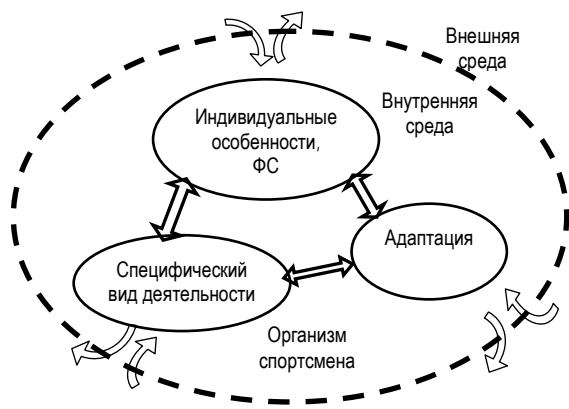 Внешняя
среда
Внутренняя
среда
Индивидуальные
особенности,
ФС
Адаптация
Специфический
вид деятельности
Организм
спортсмена